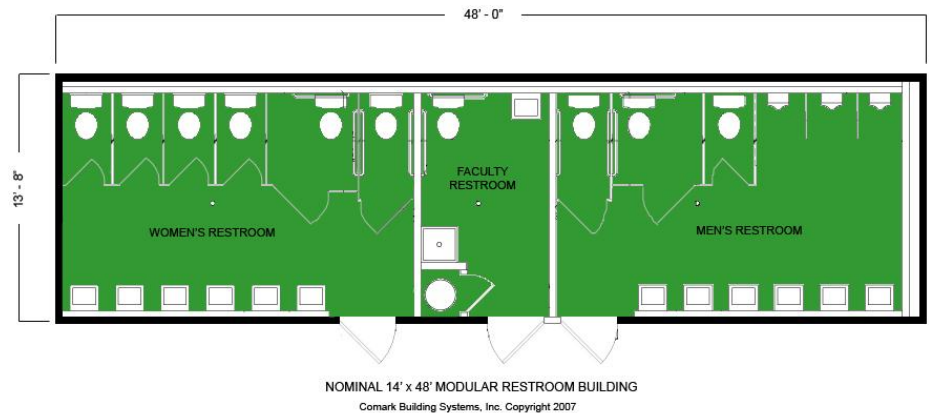 48' - 0"
13' - 8"
FACULTY
RESTROOM
WOMEN'S RESTROOM
MEN'S RESTROOM
NOMINAL 14' x 48' MODULAR RESTROOM BUILDING
Comark Building Systems, Inc. Copyright 2007